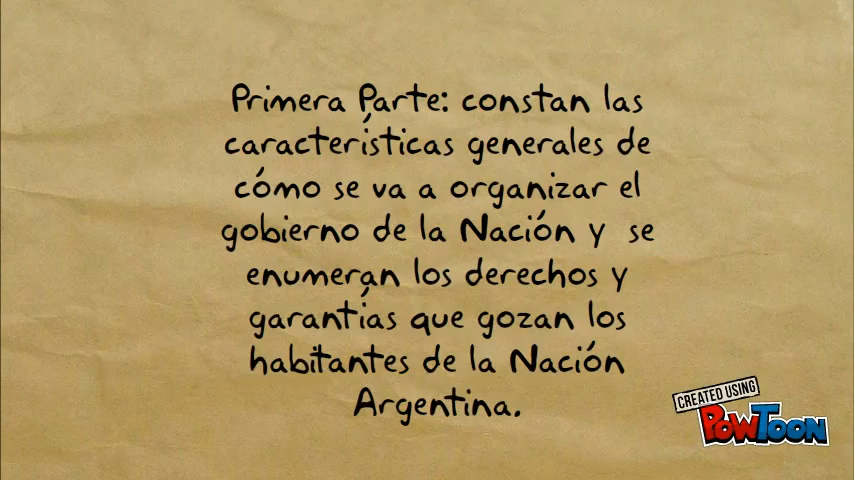 Primera Parte: constan las
características generales de
cómo se va a organizar el
gobierno de la Nación y  se
enumeran los derechos y
garantías que gozan los
habitantes de la Nación
Argentina.
CREATED USING
POWTOON